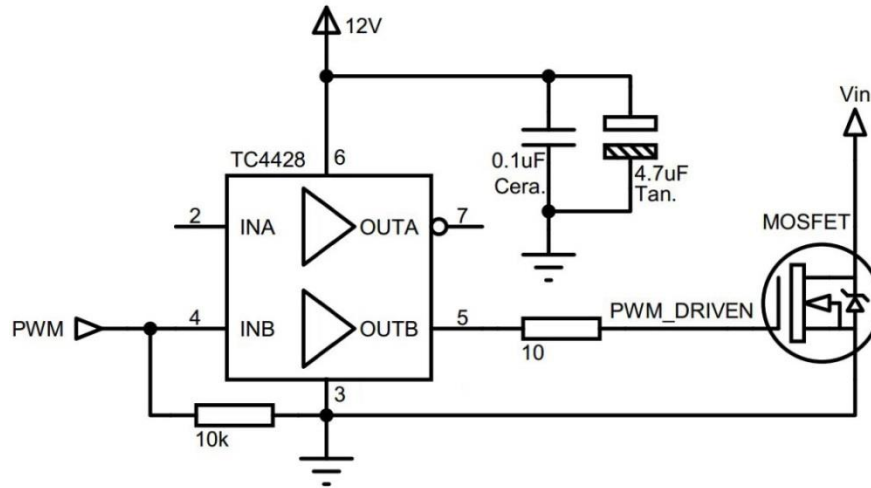 12V
Vin
TC4428
6
0.1uF
Cera.
4.7uF
Tan.
2
INA
OUTA
7
MOSFET
PWM
4
INB
OUTB
5
PWM_DRIVEN
10
3
10k